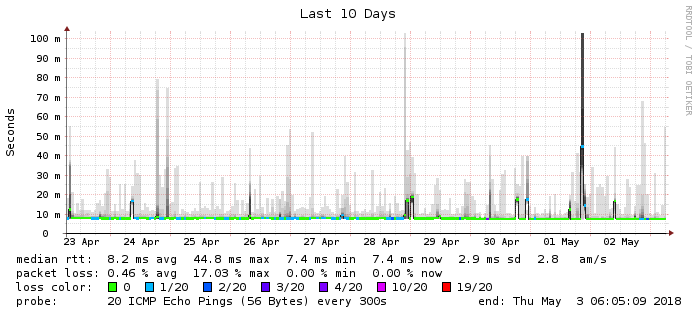 Last 10 Days
RRDTOOL / TOBI OETIKER
Seconds
100 m
90 m
80 m
70 m
60 m
50 m
40 m
30 m
20 m
10 m
0
23 Apr 24 Apr 25 Apr 26 Apr 27 Apr 28 Apr 29 Apr 30 Apr 01 May 02 May
median rtt: 8.2 ms avg 44.8 ms max 7.4 ms min 7.4 ms now 2.9 ms sd 2.8 am/s
packet loss: 0.46 % avg 17.03 % max 0.00 % min 0.00 % now
loss color: 0 1/20 2/20 3/20 4/20 10/20 19/20
probe: 20 ICMP Echo Pings (56 Bytes) every 300s end: Thu May 3 06:05:09 2018